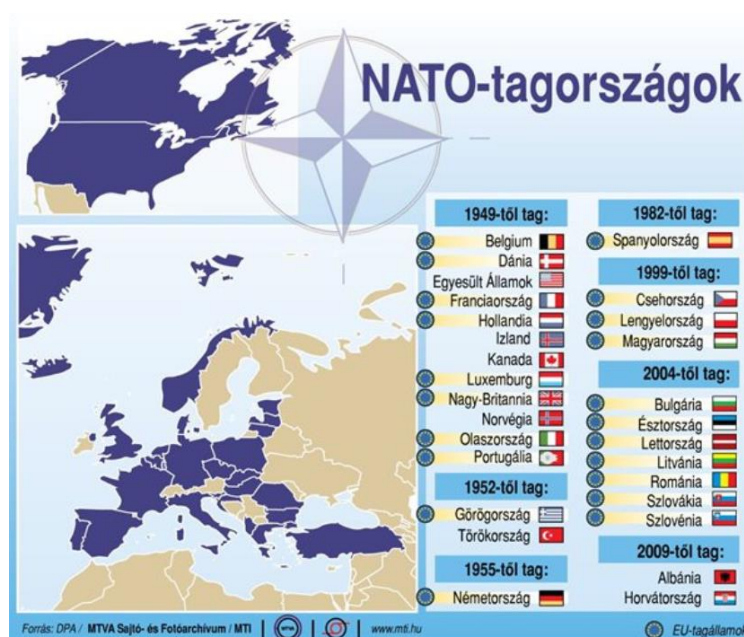 NATO-tagországok
1949-től tag:
Belgium
Dánia
Egyesült Államok
Franciaország
Hollandia
Izland
Kanada
Luxemburg
Nagy-Britannia
Norvégia
Olaszország
Portugália
1952-től tag:
Görögország
Törökország
1955-től tag:
Németország
1982-től tag:
Spanyolország
1999-től tag:
Csehország
Lengyelország
Magyarország
2004-től tag:
Bulgária
Észtország
Lettország
Litvánia
Románia
Szlovákia
Szlovénia
2009-től tag:
Albánia
Horvátország
Forrás: DPA / MTVA Sajtó- és Fotóarchívum / MTI
www.mti.hu
EU-tagállamok